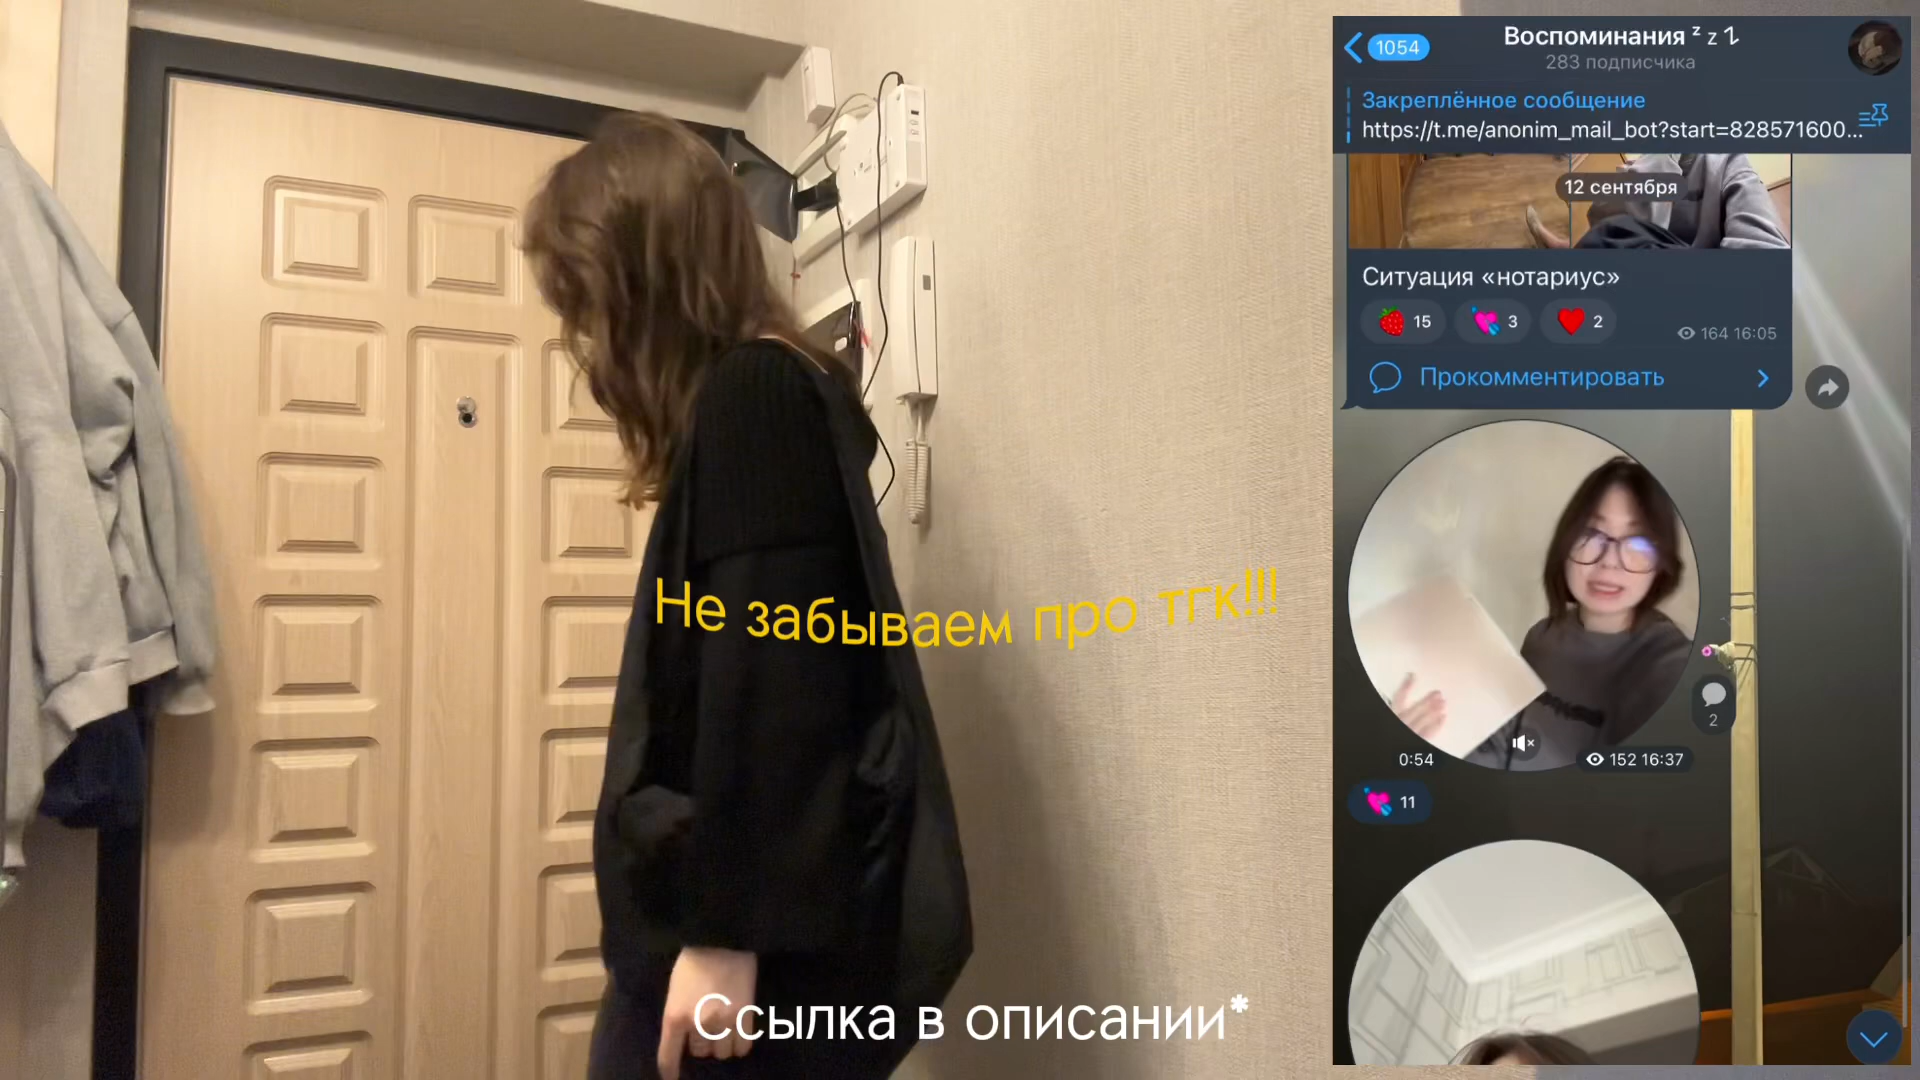 Не забываем про тгк!!!
Ссылка в описании*
1054
Воспоминания ᶻ z
283 подписчика
Закреплённое сообщение
https://t.me/anonim_mail_bot?start=828571600...
12 сентября
Ситуация «нотариус»
15
3
2
164 16:05
Прокомментировать
2
0:54
152 16:37
11